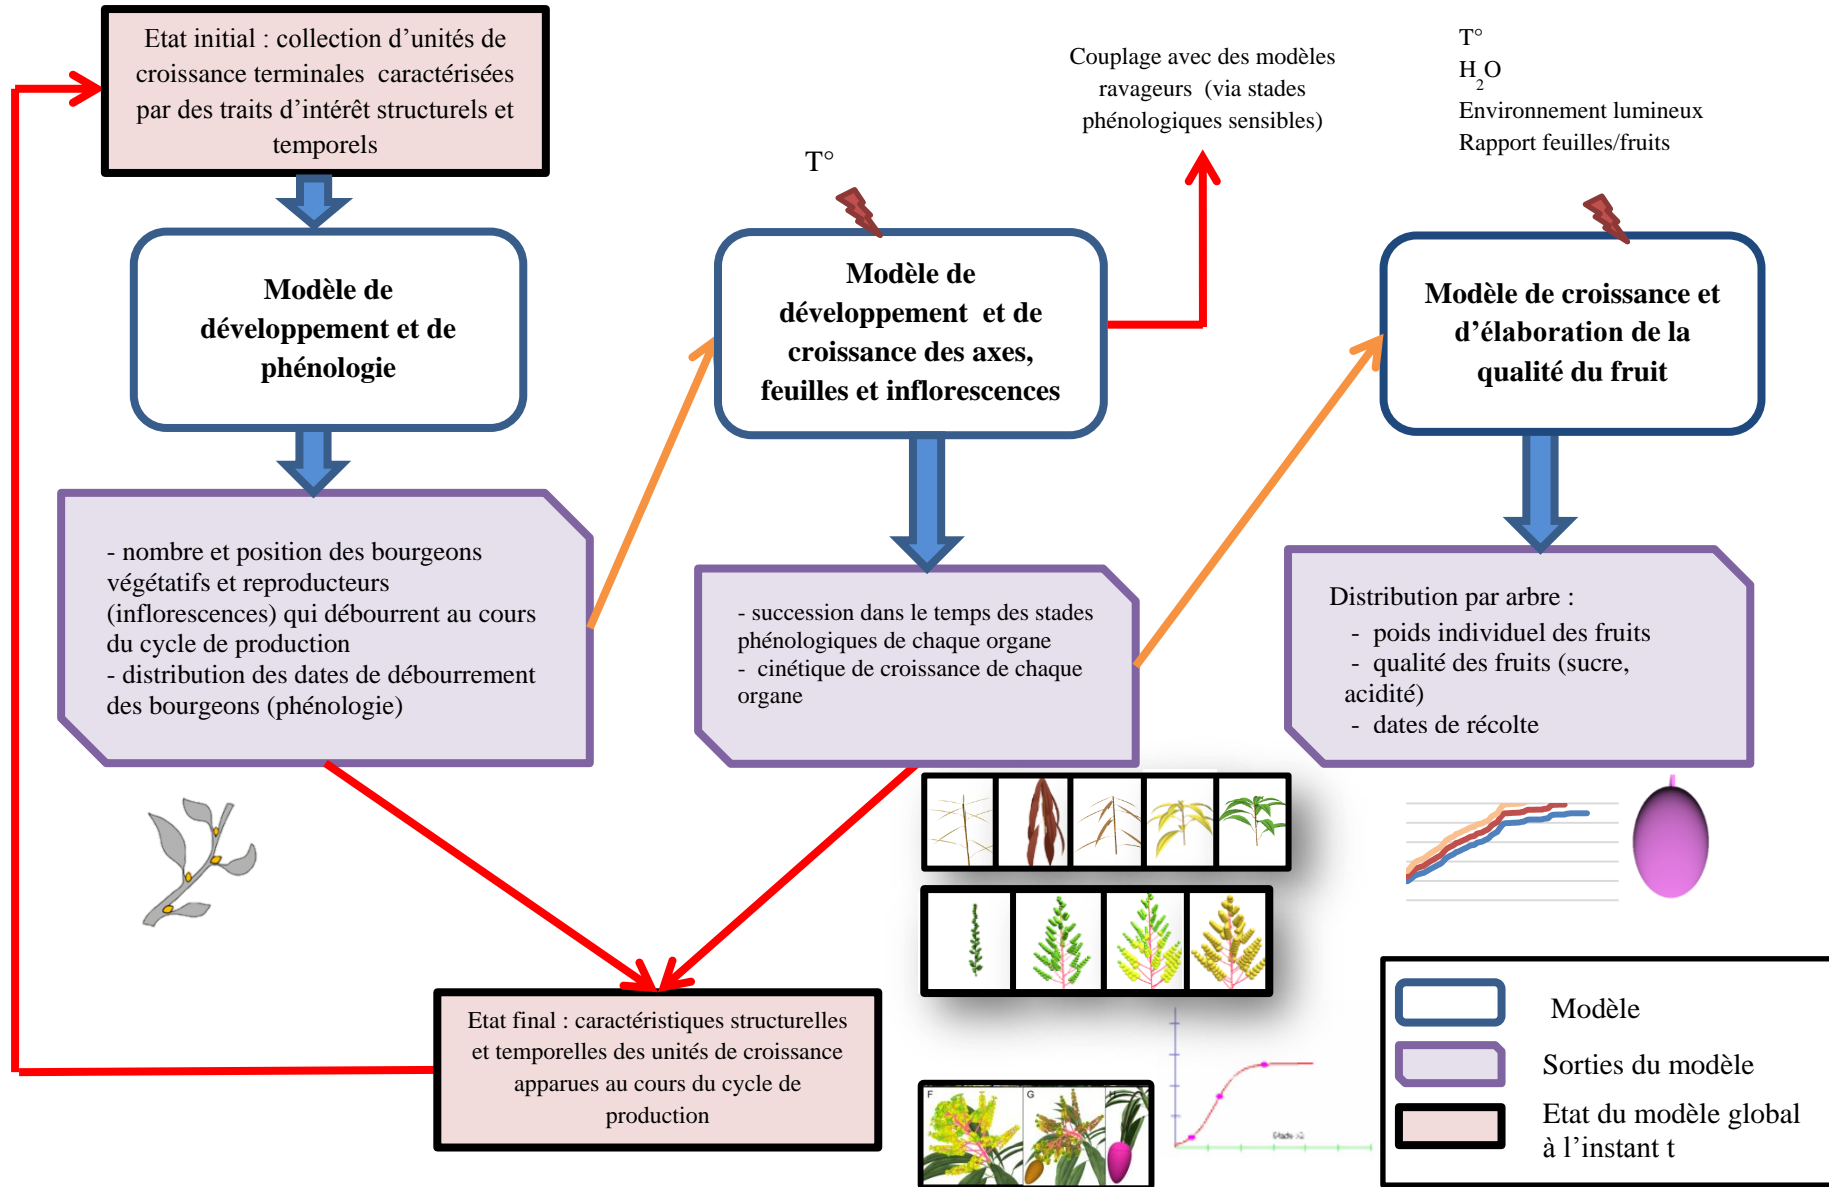 Etat initial : collection d’unités de
croissance terminales caractérisées
par des traits d’intérêt structurels et
temporels
Couplage avec des modèles
ravageurs (via stades
phénologiques sensibles)
T°
H2O
Environnement lumineux
Rapport feuilles/fruits
T°
Modèle de
développement et de
phénologie
Modèle de
développement et de
croissance des axes,
feuilles et inflorescences
Modèle de croissance et
d’élaboration de la
qualité du fruit
- nombre et position des bourgeons
végétatifs et reproducteurs
(inflorescences) qui débourrent au cours
du cycle de production
- distribution des dates de débourrement
des bourgeons (phénologie)
- succession dans le temps des stades
phénologiques de chaque organe
- cinétique de croissance de chaque
organe
Distribution par arbre :
- poids individuel des fruits
- qualité des fruits (sucre,
acidité)
- dates de récolte
Etat final : caractéristiques structurelles
et temporelles des unités de croissance
apparues au cours du cycle de
production
F
G
H
Modèle
Sorties du modèle
Etat du modèle global
à l’instant t